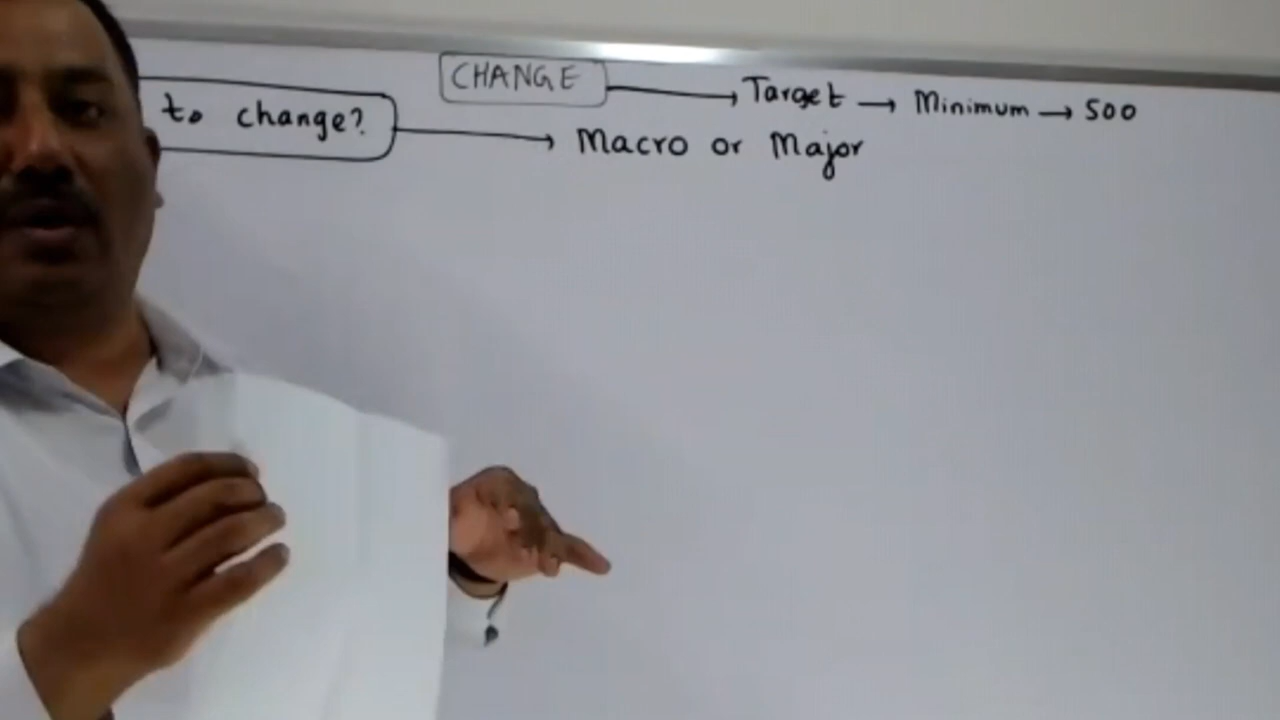 CHANGE → Target → Minimum → 500
to change? → Macro or Major